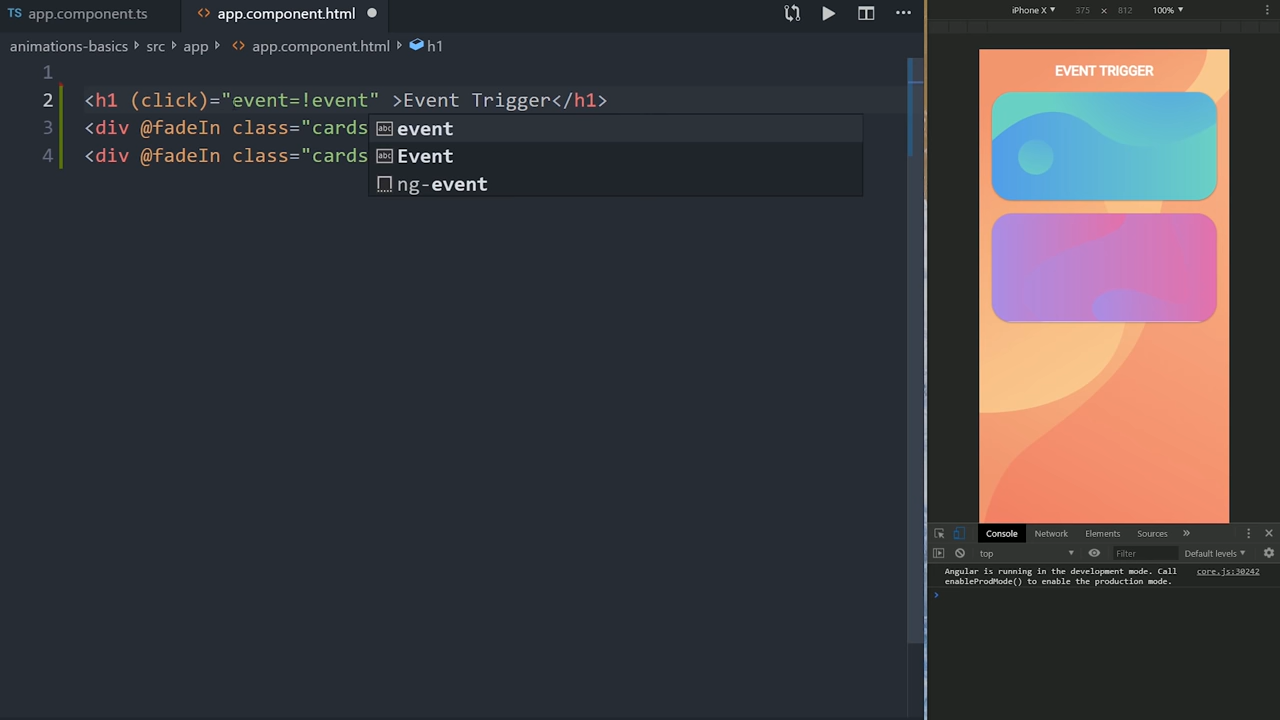 TS app.component.ts <> app.component.html
animations-basics src app <> app.component.html h1
1
2 <h1 (click)="event=!event" >Event Trigger</h1>
3 <div @fadeIn class="cards
4 <div @fadeIn class="cards
abc event
abc Event
ng-event
iPhone X ▼ 375 × 812 100% ▼
EVENT TRIGGER
Console Network Elements Sources »
top ▼ Filter Default levels ▼
Angular is running in the development mode. Call core.js:30242
enableProdMode() to enable the production mode.